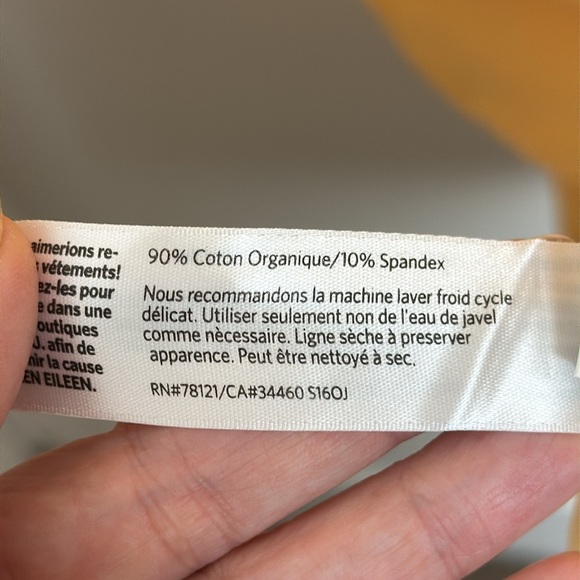 aimerions re-
vétements!
ez-les pour
e dans une
outiques
J. afin de
nir la cause
EN EILEEN.
90% Coton Organique/10% Spandex
Nous recommandons la machine laver froid cycle
délicat. Utiliser seulement non de l'eau de javel
comme nècessaire. Ligne sèche à preserver
apparence. Peut être nettoyé à sec.
RN#78121/CA#34460 S16OJ